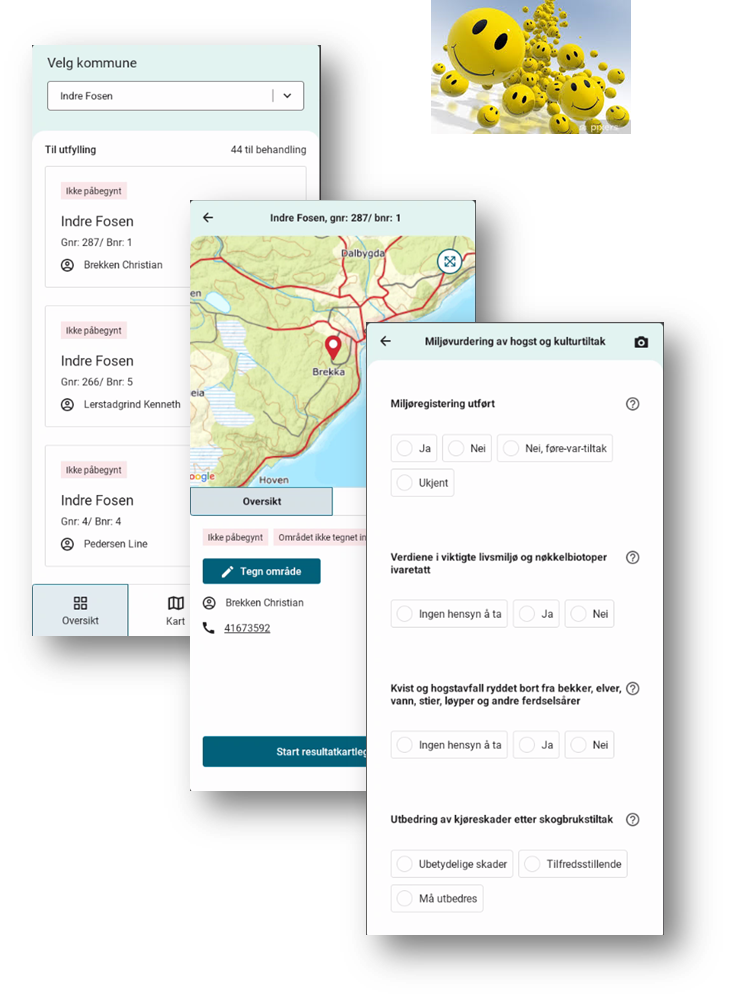 Velg kommune
Indre Fosen
Til utfylling
44 til behandling
Ikke påbegynt
Indre Fosen
Gnr: 287/ Bnr: 1
Brekken Christian
Ikke påbegynt
Indre Fosen
Gnr: 266/ Bnr: 5
Lerstadgrind Kenneth
Ikke påbegynt
Indre Fosen
Gnr: 4/ Bnr: 4
Pedersen Line
Oversikt
Kart
Indre Fosen, gnr: 287/ bnr: 1
Dalbygda
en
Brekka
eia
ogle
Hoven
Oversikt
Ikke påbegynt
Området ikke tegnet in
Tegn område
Brekken Christian
41673592
Start resultatkartleg
Miljøvurdering av hogst og kulturtiltak
Miljøregistering utført
Ja
Nei
Nei, føre-var-tiltak
Ukjent
Verdiene i viktigte livsmiljø og nøkkelbiotoper
ivaretatt
Ingen hensyn å ta
Ja
Nei
Kvist og hogstavfall ryddet bort fra bekker, elver,
vann, stier, løyper og andre ferdselsårer
Ingen hensyn å ta
Ja
Nei
Utbedring av kjøreskader etter skogbrukstiltak
Ubetydelige skader
Tilfredsstillende
Må utbedres